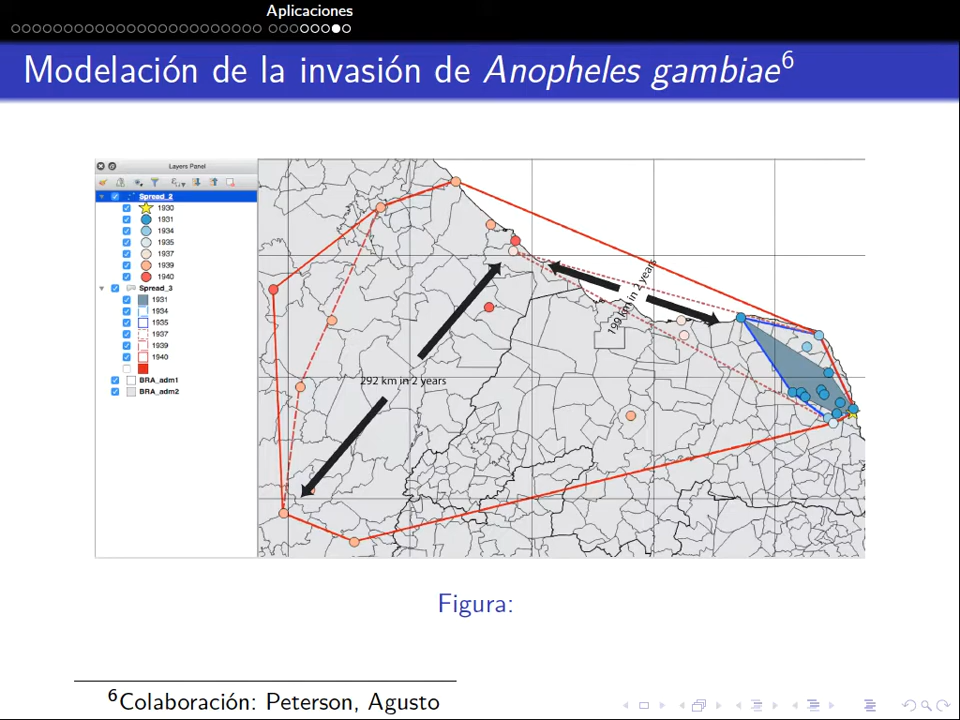 Aplicaciones
Modelación de la invasión de Anopheles gambiae⁶
Layers Panel
Spread_2
1930
1931
1934
1935
1937
1939
1940
Spread_3
1931
1934
1935
1937
1939
1940
BRA_adm1
BRA_adm2
199 km in 2 years
292 km in 2 years
Figura:
⁶Colaboración: Peterson, Agusto